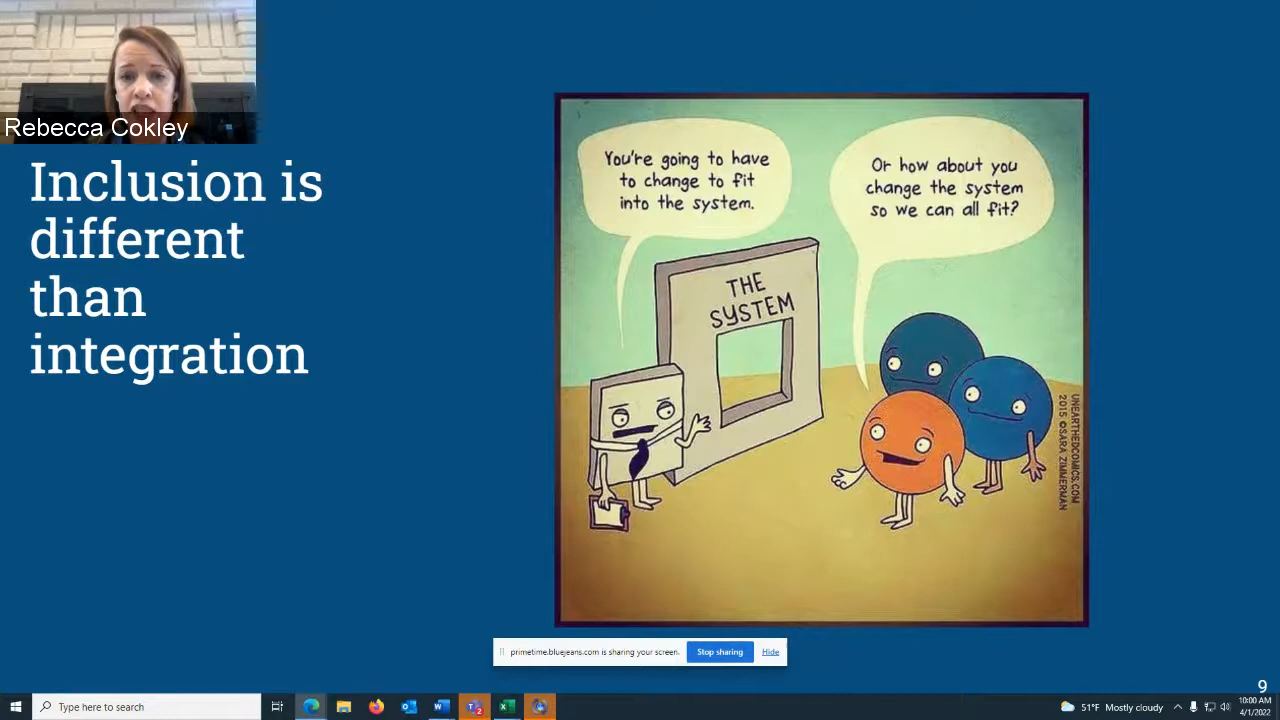 Rebecca Cokley
Inclusion is
different
than
integration
You're going to have
to change to fit
into the system.
Or how about you
change the system
so we can all fit?
THE
SYSTEM
UNEARTHEDCOMICS.COM
2015 ©SARA ZIMMERMAN
primetime.bluejeans.com is sharing your screen.
Stop sharing
Hide
9
Type here to search
2
51°F Mostly cloudy
10:00 AM
4/1/2022